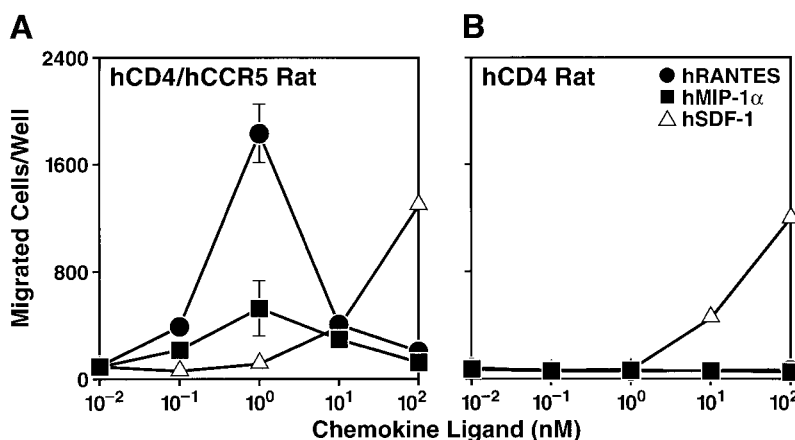 A
B
2400
1600
800
0
Migrated Cells/Well
hCD4/hCCR5 Rat
hCD4 Rat
hRANTES
hMIP-1α
hSDF-1
10⁻² 10⁻¹ 10⁰ 10¹ 10²
10⁻² 10⁻¹ 10⁰ 10¹ 10²
Chemokine Ligand (nM)